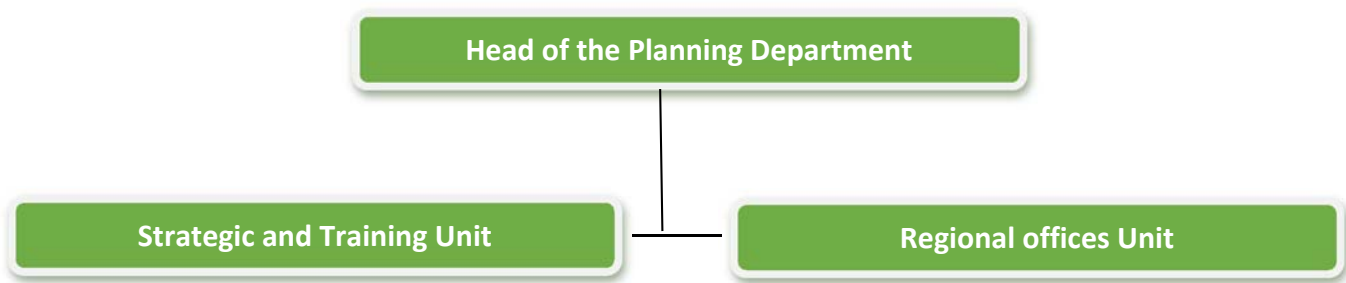 Head of the Planning Department
Strategic and Training Unit
Regional offices Unit